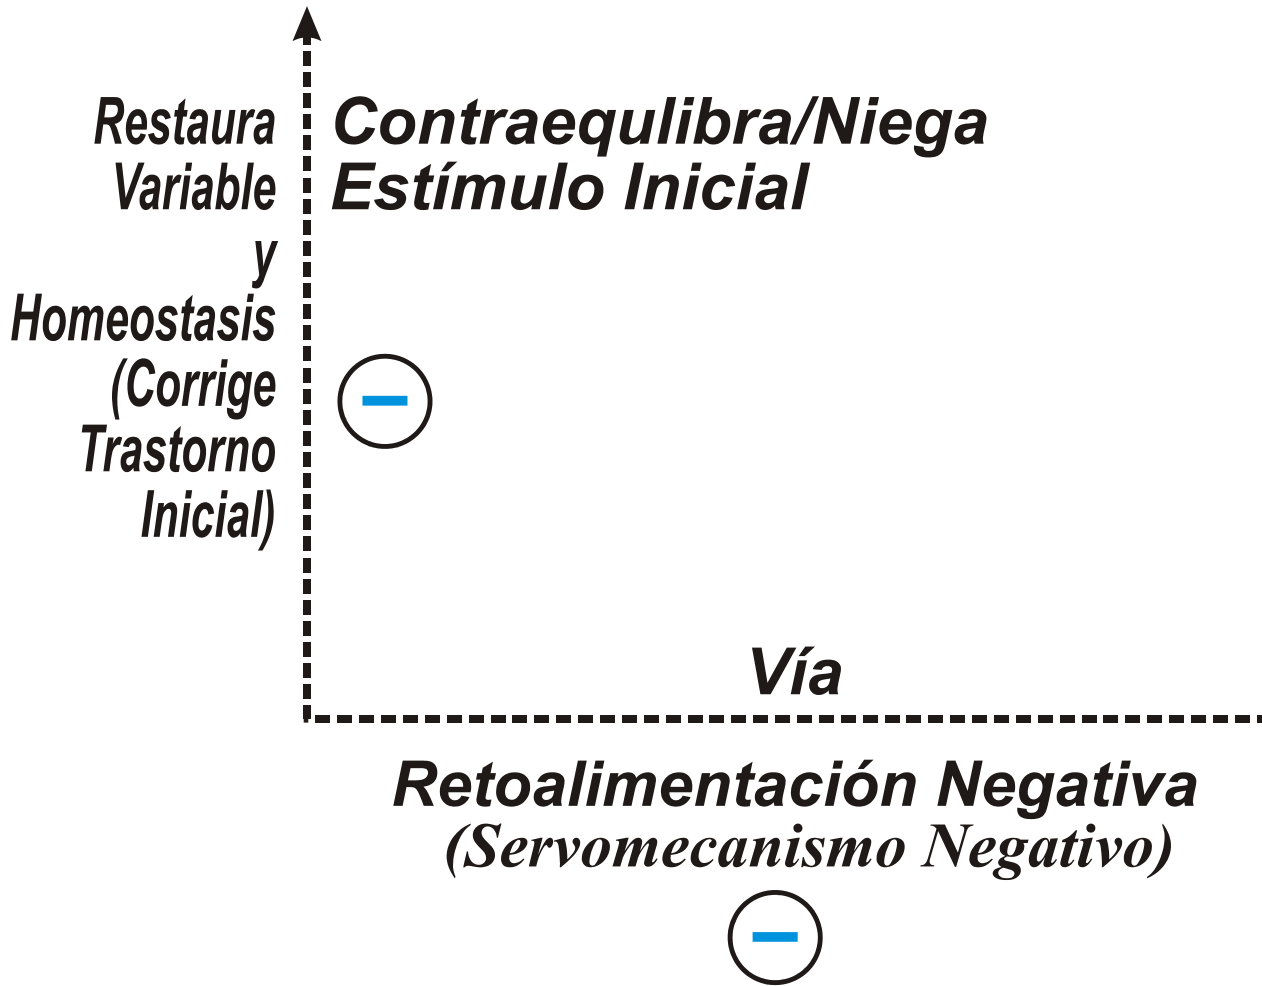 Restaura
Variable
y
Homeostasis
(Corrige
Trastorno
Inicial)
Contraequlibra/Niega
Estímulo Inicial
Vía
Retoalimentación Negativa
(Servomecanismo Negativo)